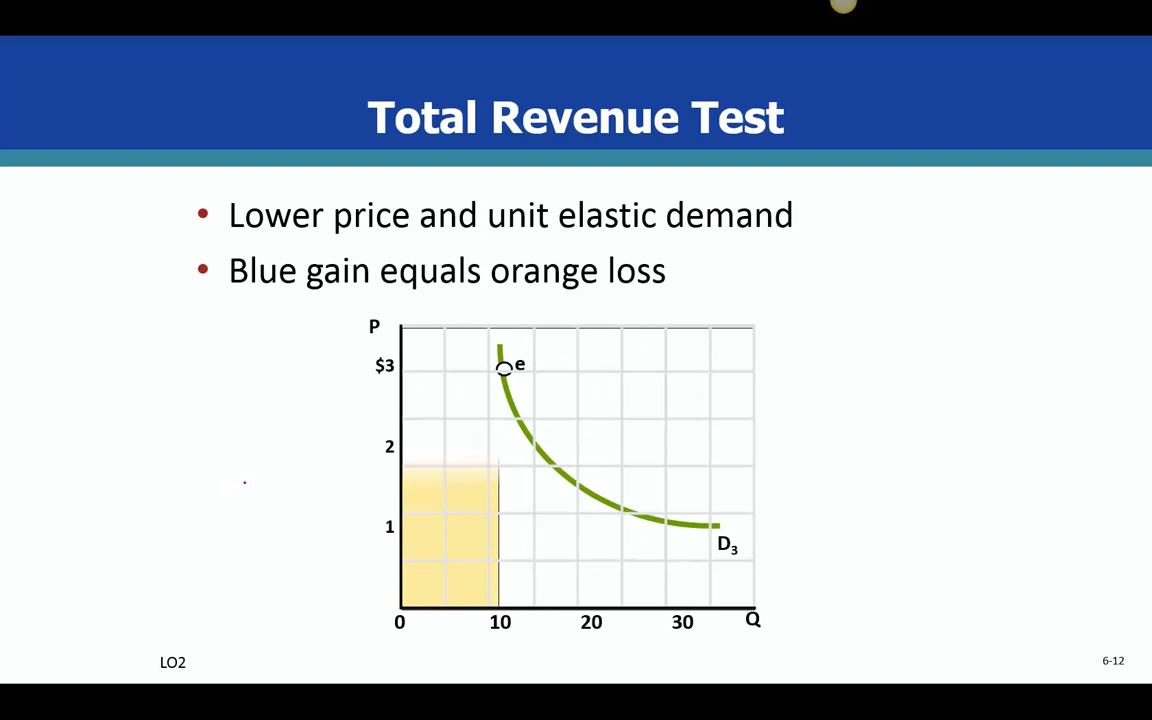 Total Revenue Test
• Lower price and unit elastic demand
• Blue gain equals orange loss
P
$3
e
2
1
D3
0 10 20 30 Q
LO2
6-12